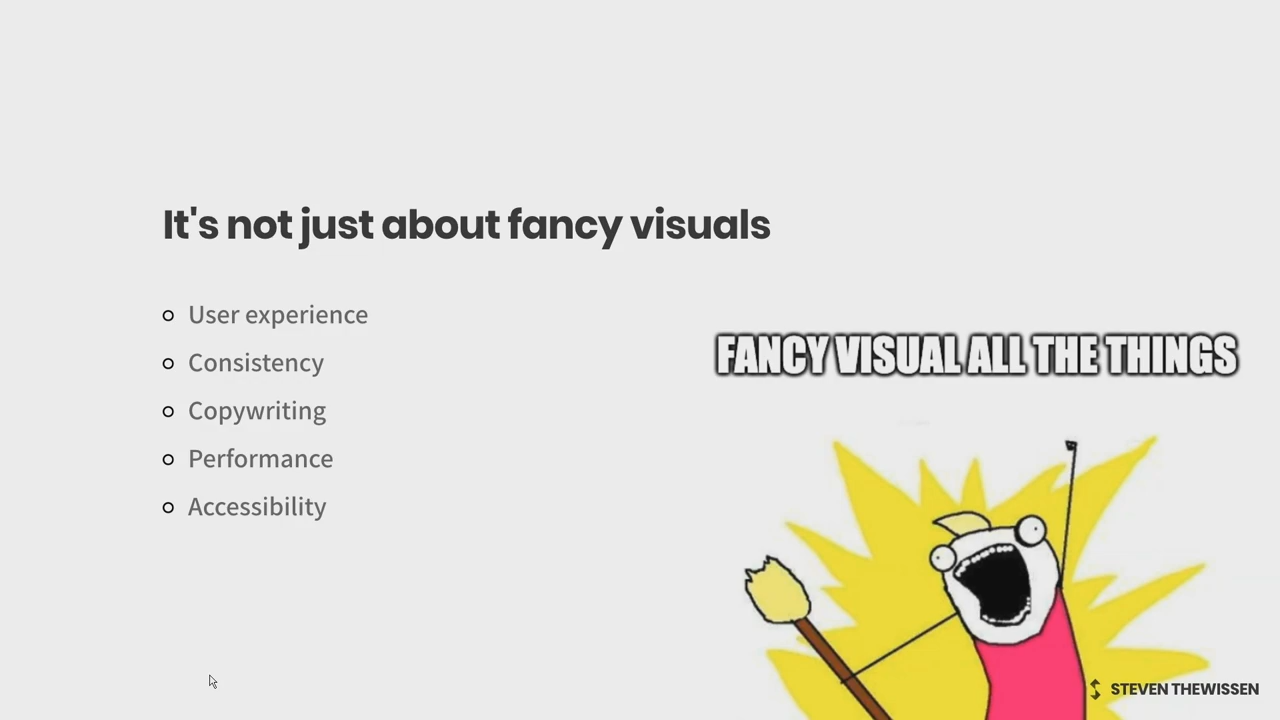 It's not just about fancy visuals
User experience
Consistency
Copywriting
Performance
Accessibility
FANCY VISUAL ALL THE THINGS
STEVEN THEWISSEN